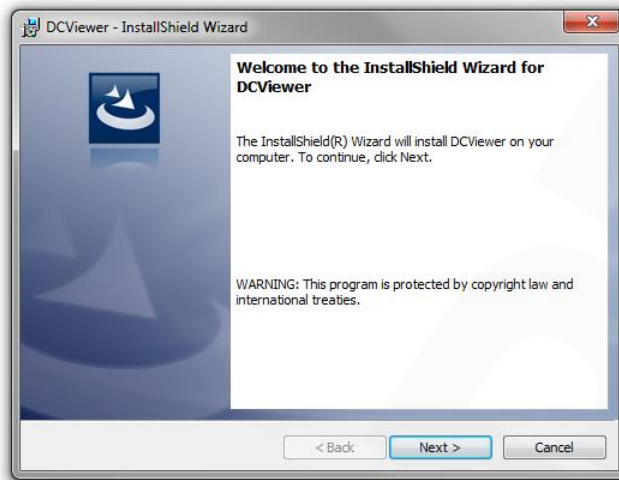 DCViewer - InstallShield Wizard
Welcome to the InstallShield Wizard for
DCViewer
The InstallShield(R) Wizard will install DCViewer on your
computer. To continue, click Next.
WARNING: This program is protected by copyright law and
international treaties.
< Back Next > Cancel